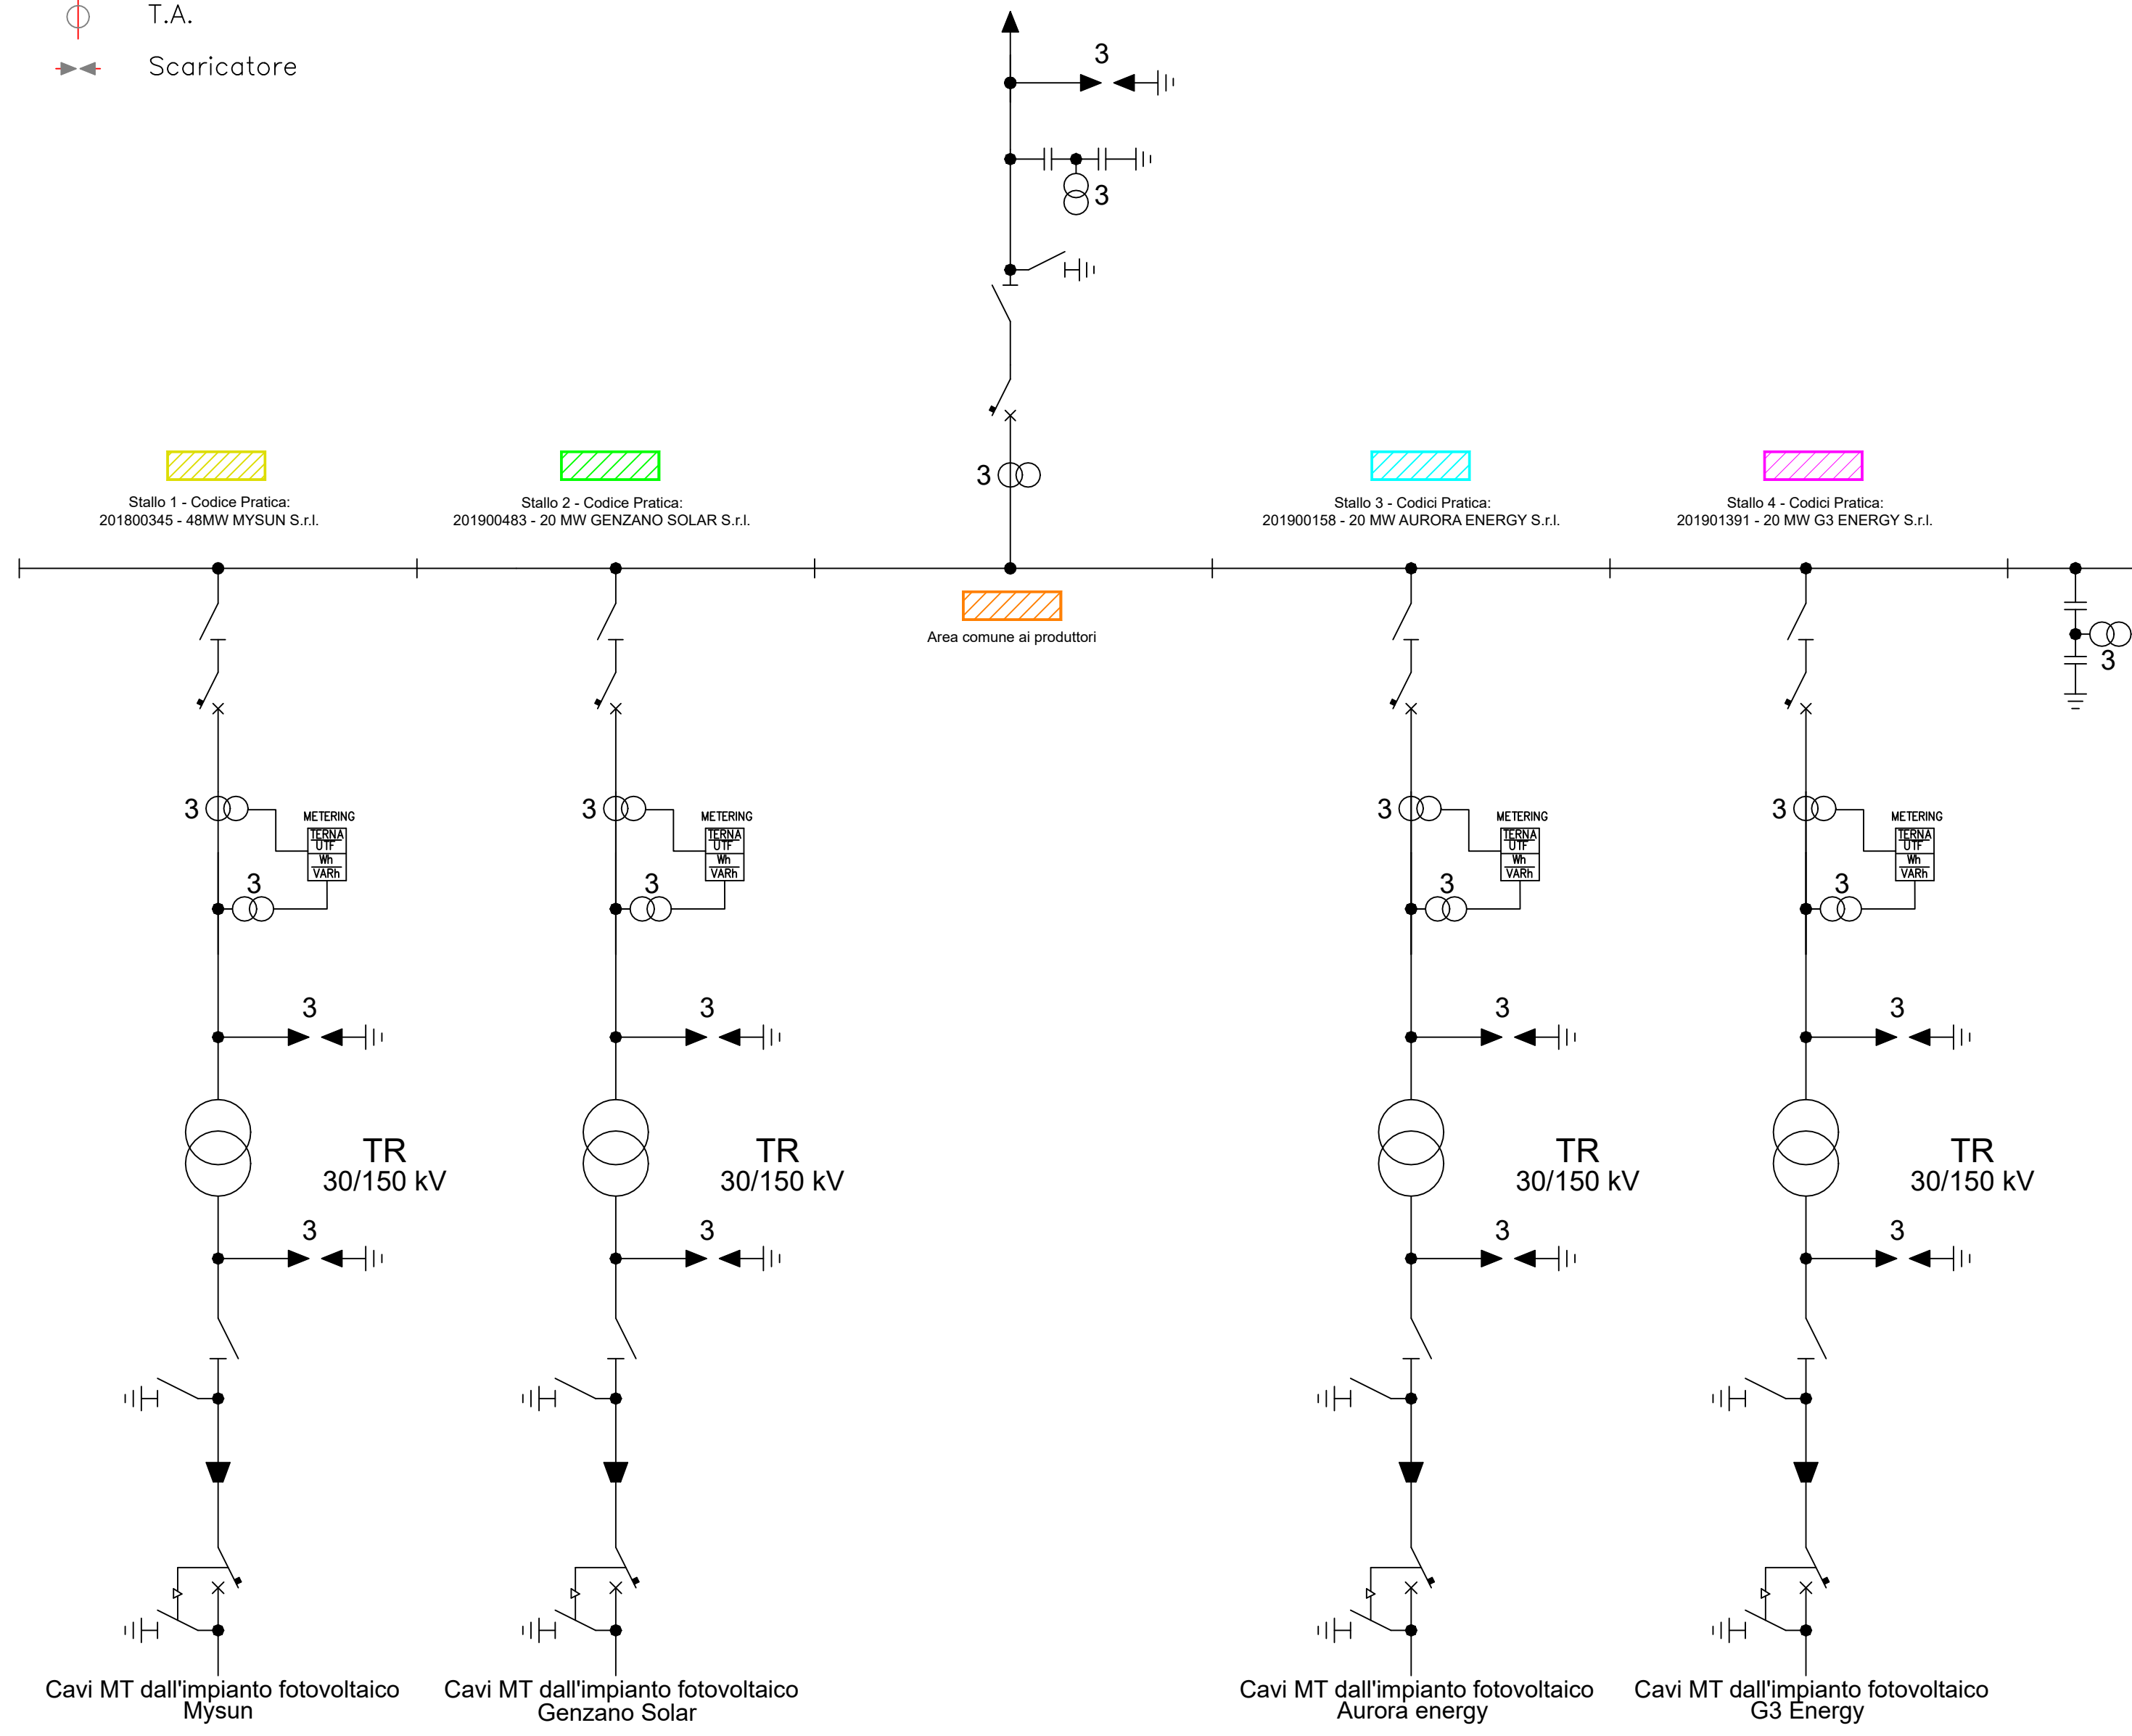 T.A.
Scaricatore
3
3
3
Stallo 1 - Codice Pratica:
201800345 - 48MW MYSUN S.r.l.
Stallo 2 - Codice Pratica:
201900483 - 20 MW GENZANO SOLAR S.r.l.
Stallo 3 - Codici Pratica:
201900158 - 20 MW AURORA ENERGY S.r.l.
Stallo 4 - Codici Pratica:
201901391 - 20 MW G3 ENERGY S.r.l.
Area comune ai produttori
3
3
METERING
TERNA
UTF
Wh
VARh
3
3
METERING
TERNA
UTF
Wh
VARh
3
3
METERING
TERNA
UTF
Wh
VARh
3
3
METERING
TERNA
UTF
Wh
VARh
3
3
3
3
3
TR
30/150 kV
TR
30/150 kV
TR
30/150 kV
TR
30/150 kV
3
3
3
3
Cavi MT dall'impianto fotovoltaico
Mysun
Cavi MT dall'impianto fotovoltaico
Genzano Solar
Cavi MT dall'impianto fotovoltaico
Aurora energy
Cavi MT dall'impianto fotovoltaico
G3 Energy